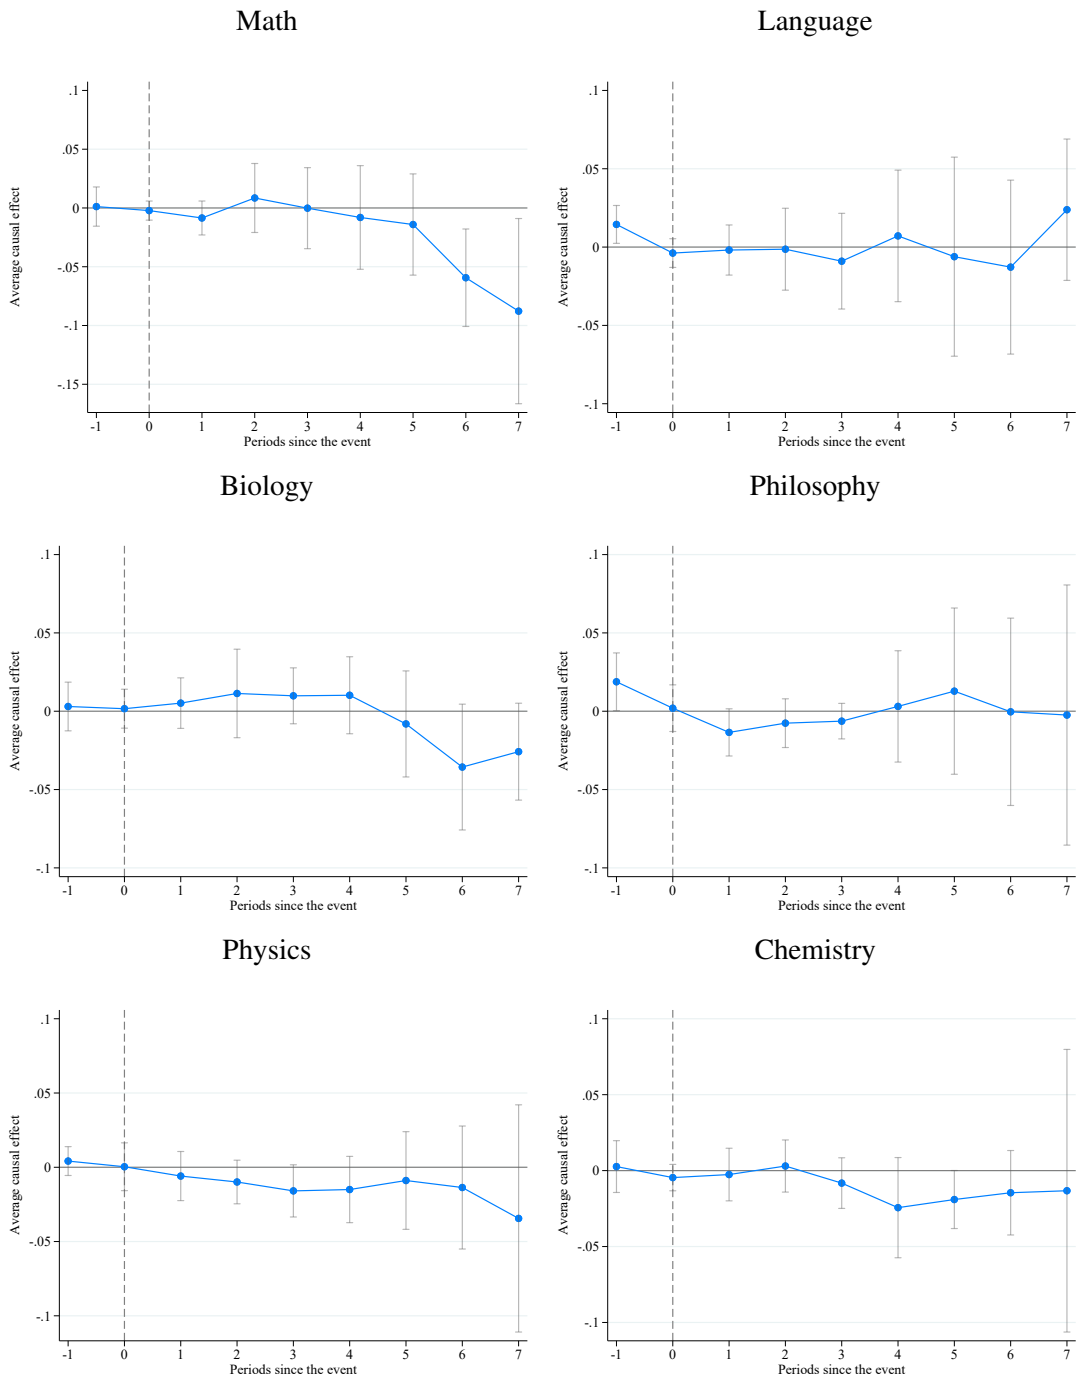 Math
Language
.1
.05
0
-.05
-.1
-.15
Average causal effect
-1 0 1 2 3 4 5 6 7
Periods since the event
.1
.05
0
-.05
-.1
Average causal effect
-1 0 1 2 3 4 5 6 7
Periods since the event
Biology
Philosophy
.1
.05
0
-.05
-.1
Average causal effect
-1 0 1 2 3 4 5 6 7
Periods since the event
.1
.05
0
-.05
-.1
Average causal effect
-1 0 1 2 3 4 5 6 7
Periods since the event
Physics
Chemistry
.1
.05
0
-.05
-.1
Average causal effect
-1 0 1 2 3 4 5 6 7
Periods since the event
.1
.05
0
-.05
-.1
Average causal effect
-1 0 1 2 3 4 5 6 7
Periods since the event